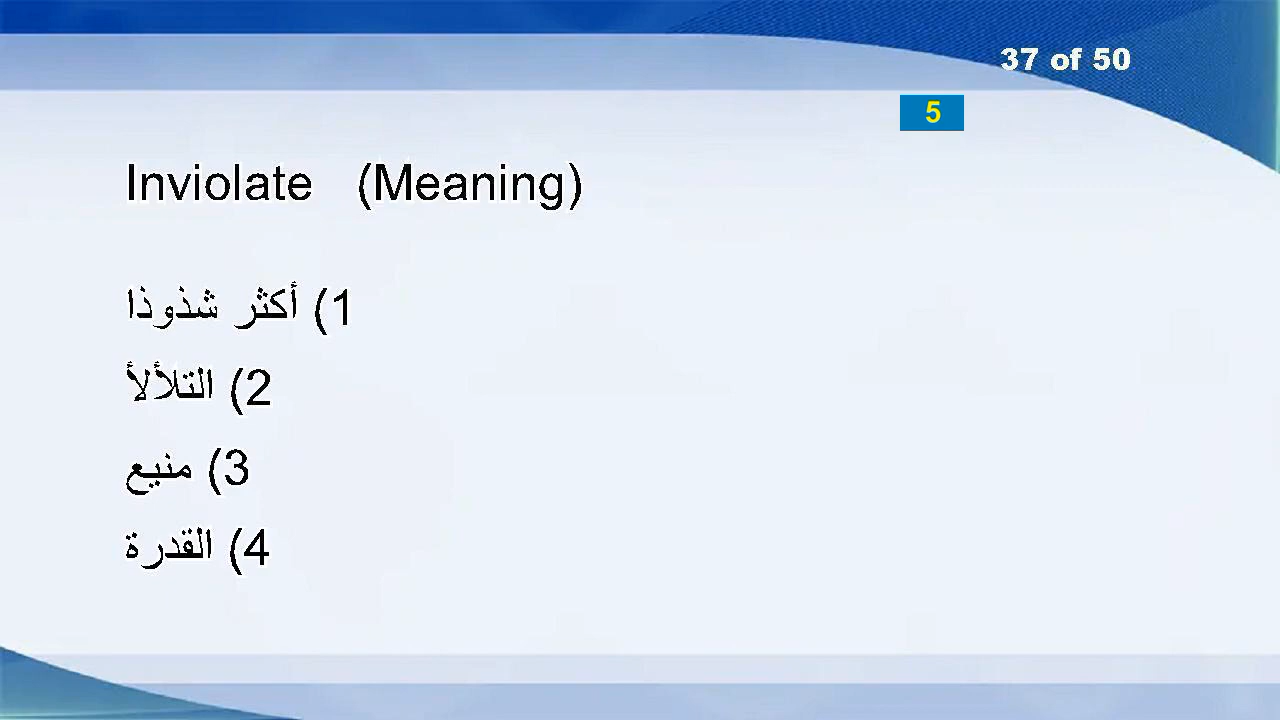 37 of 50
5
Inviolate (Meaning)
1) أكثر شذوذا
2) التلألأ
3) منيع
4) القدرة